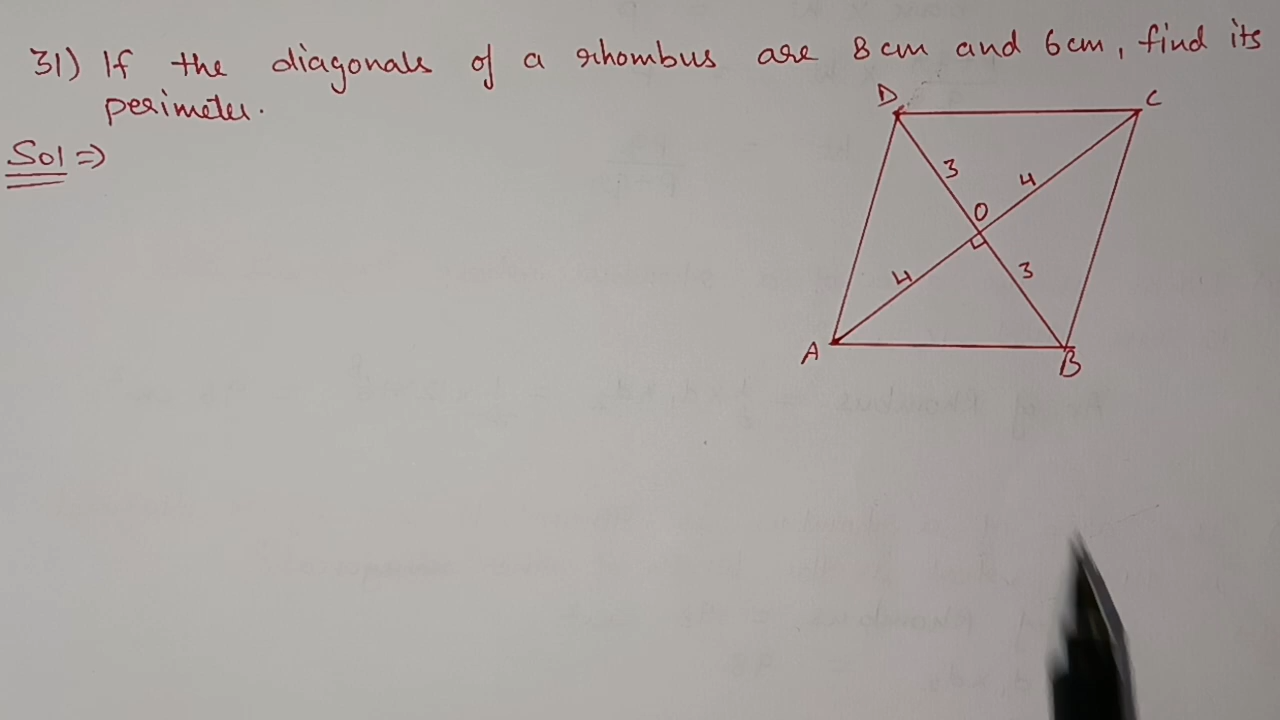 31) If the diagonals of a rhombus are 8 cm and 6 cm, find its
perimeter.
Sol ⇒
D C
3 4
O
4 3
A B